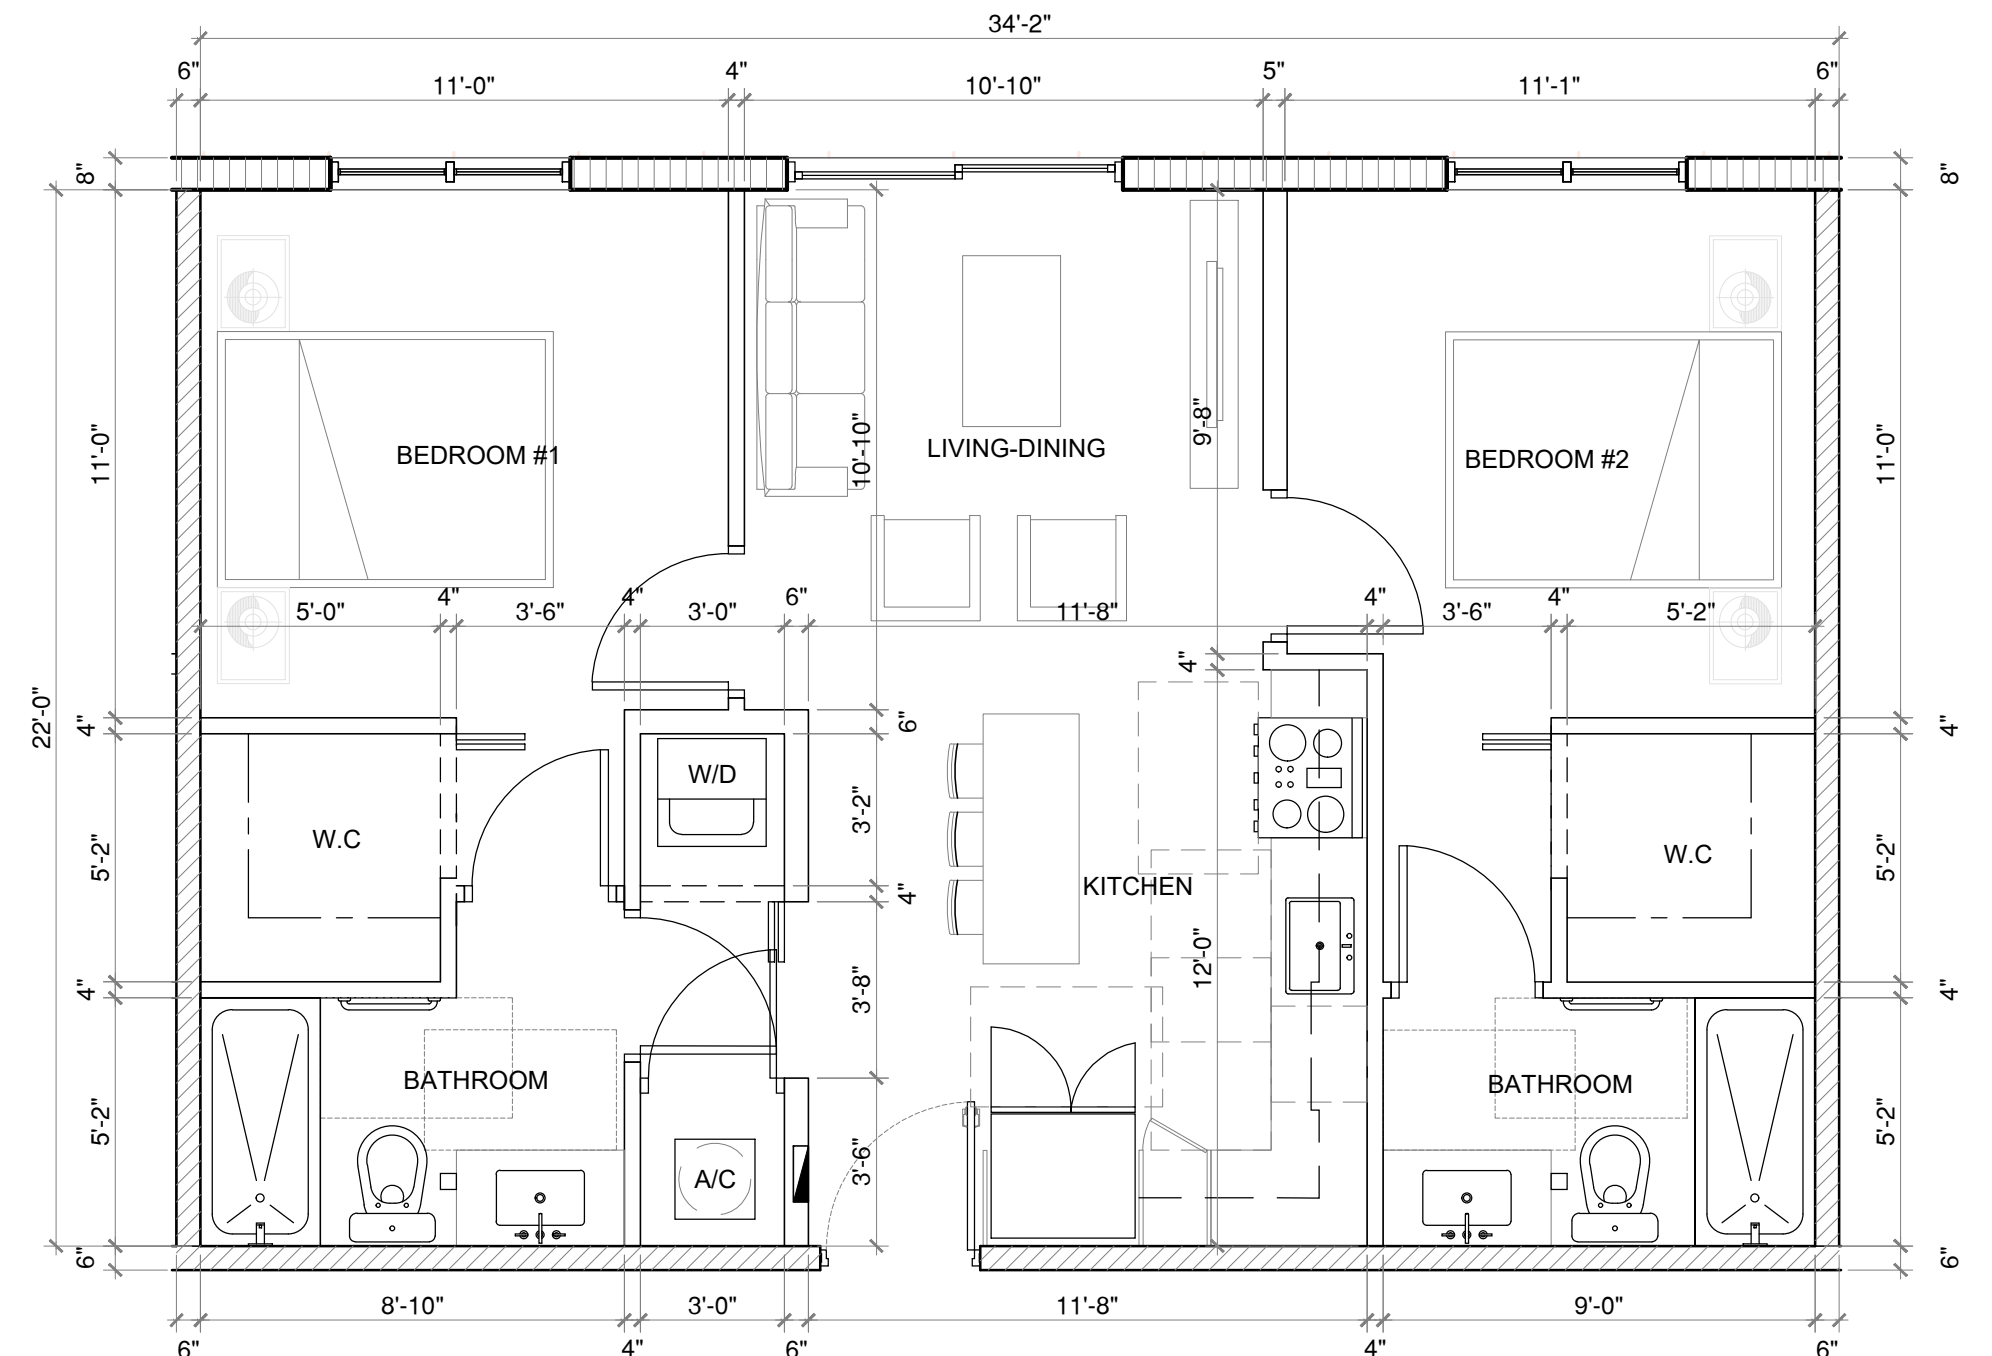 34'-2"
6" 11'-0" 4" 10'-10" 5" 11'-1" 6"
8" 8"
11'-0" BEDROOM #1 10'-10" LIVING-DINING 9'-8" BEDROOM #2 11'-0"
5'-0" 4" 3'-6" 4" 3'-0" 6" 11'-8" 4" 3'-6" 4" 5'-2"
4"
22'-0" 4" 6" 4"
W/D
5'-2" W.C 3'-2" W.C 5'-2"
4" KITCHEN
12'-0"
4" 3'-8" 4"
5'-2" BATHROOM BATHROOM 5'-2"
A/C 3'-6"
6" 6"
8'-10" 3'-0" 11'-8" 9'-0"
6" 4" 6" 4" 6"